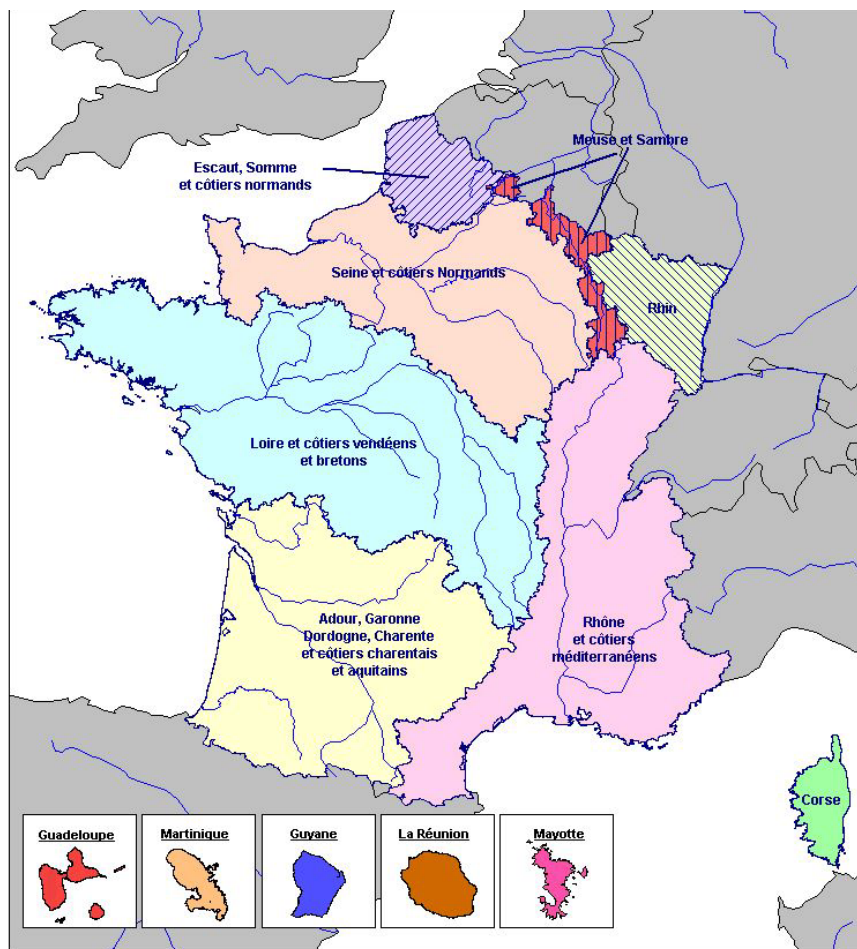 Meuse et Sambre
Escaut, Somme
et côtiers normands
Seine et côtiers Normands
Rhin
Loire et côtiers vendéens
et bretons
Adour, Garonne
Dordogne, Charente
et côtiers charentais
et aquitains
Rhône
et côtiers
méditerranéens
Corse
Guadeloupe
Martinique
Guyane
La Réunion
Mayotte